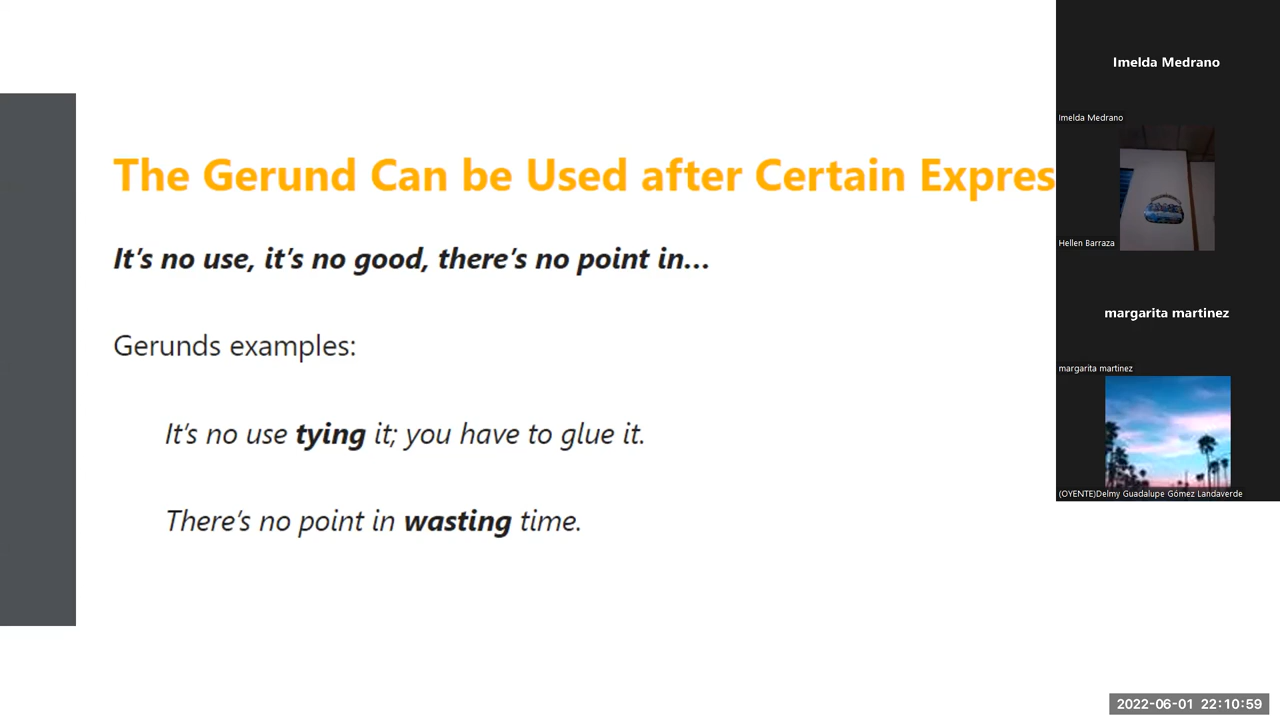 The Gerund Can be Used after Certain Expres
It’s no use, it’s no good, there’s no point in…
Gerunds examples:
It’s no use tying it; you have to glue it.
There’s no point in wasting time.
Imelda Medrano
Imelda Medrano
Hellen Barraza
margarita martinez
margarita martinez
(OYENTE)Delmy Guadalupe Gómez Landaverde
2022-06-01 22:10:59